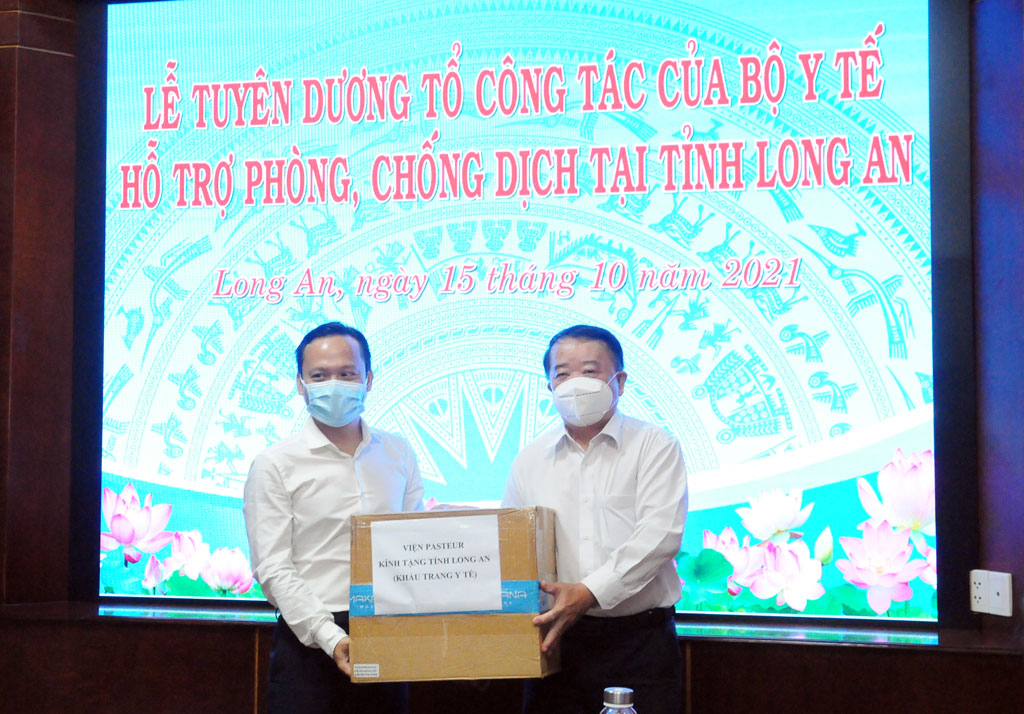 LỄ TUYÊN DƯƠNG TỔ CÔNG TÁC CỦA BỘ Y TẾ
HỖ TRỢ PHÒNG, CHỐNG DỊCH TẠI TỈNH LONG AN
Long An, ngày 15 tháng 10 năm 2021
VIỆN PASTEUR
KÍNH TẶNG TỈNH LONG AN
(KHẨU TRANG Y TẾ)